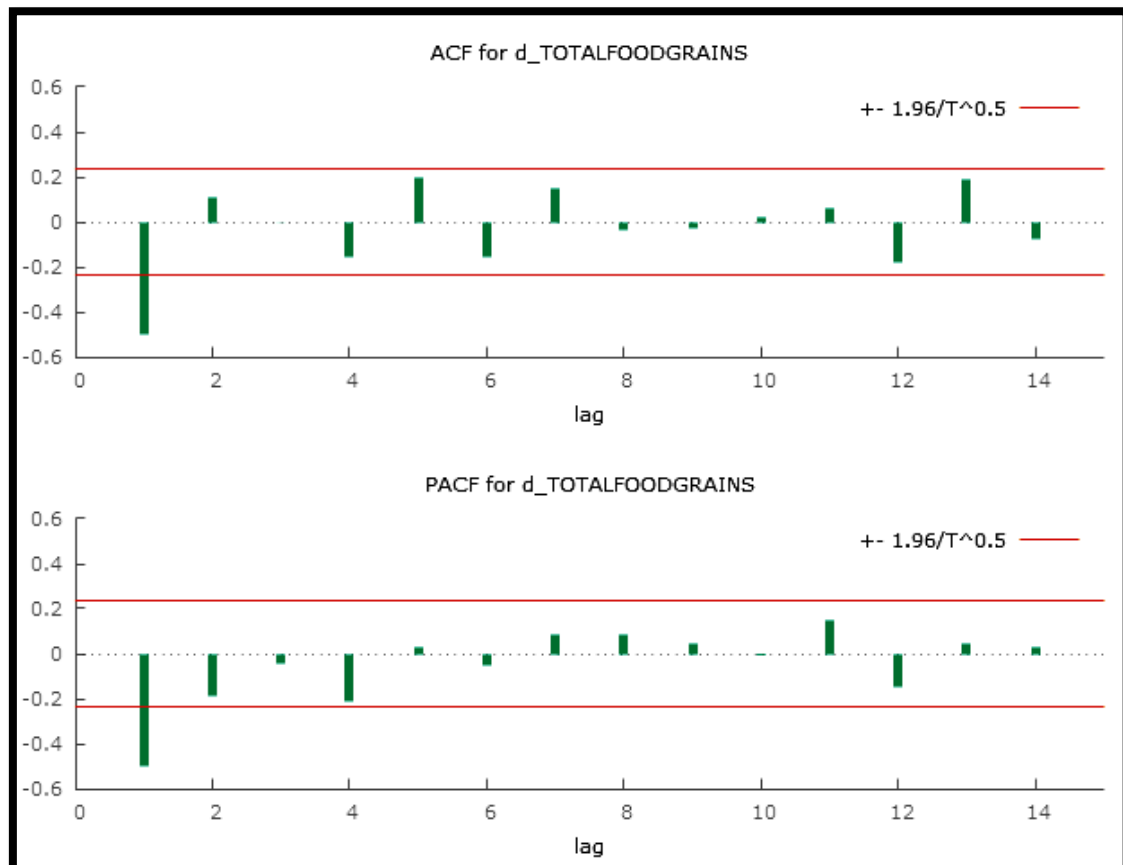 ACF for d_TOTALFOODGRAINS
+- 1.96/T^0.5
0.6
0.4
0.2
0
-0.2
-0.4
-0.6
0 2 4 6 8 10 12 14
lag
PACF for d_TOTALFOODGRAINS
+- 1.96/T^0.5
0.6
0.4
0.2
0
-0.2
-0.4
-0.6
0 2 4 6 8 10 12 14
lag